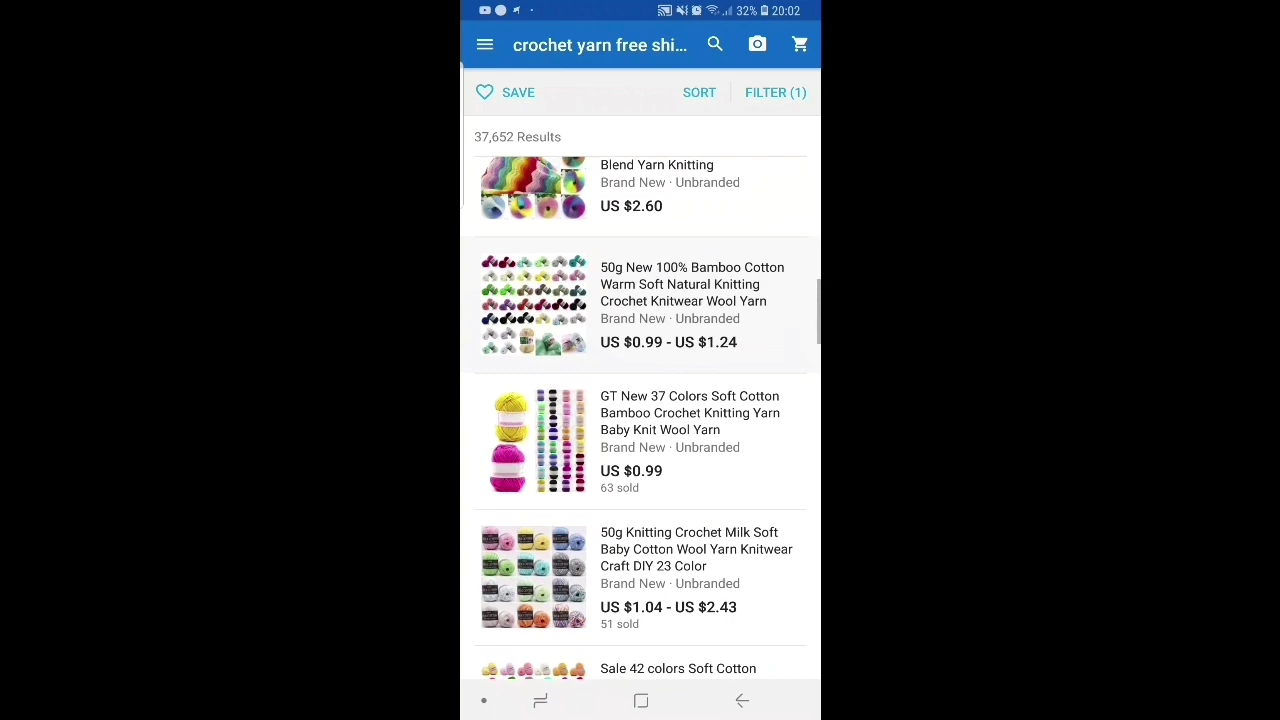 32% 20:02
crochet yarn free shi...
SAVE SORT FILTER (1)
37,652 Results
Blend Yarn Knitting
Brand New · Unbranded
US $2.60
50g New 100% Bamboo Cotton
Warm Soft Natural Knitting
Crochet Knitwear Wool Yarn
Brand New · Unbranded
US $0.99 - US $1.24
GT New 37 Colors Soft Cotton
Bamboo Crochet Knitting Yarn
Baby Knit Wool Yarn
Brand New · Unbranded
US $0.99
63 sold
50g Knitting Crochet Milk Soft
Baby Cotton Wool Yarn Knitwear
Craft DIY 23 Color
Brand New · Unbranded
US $1.04 - US $2.43
51 sold
Sale 42 colors Soft Cotton